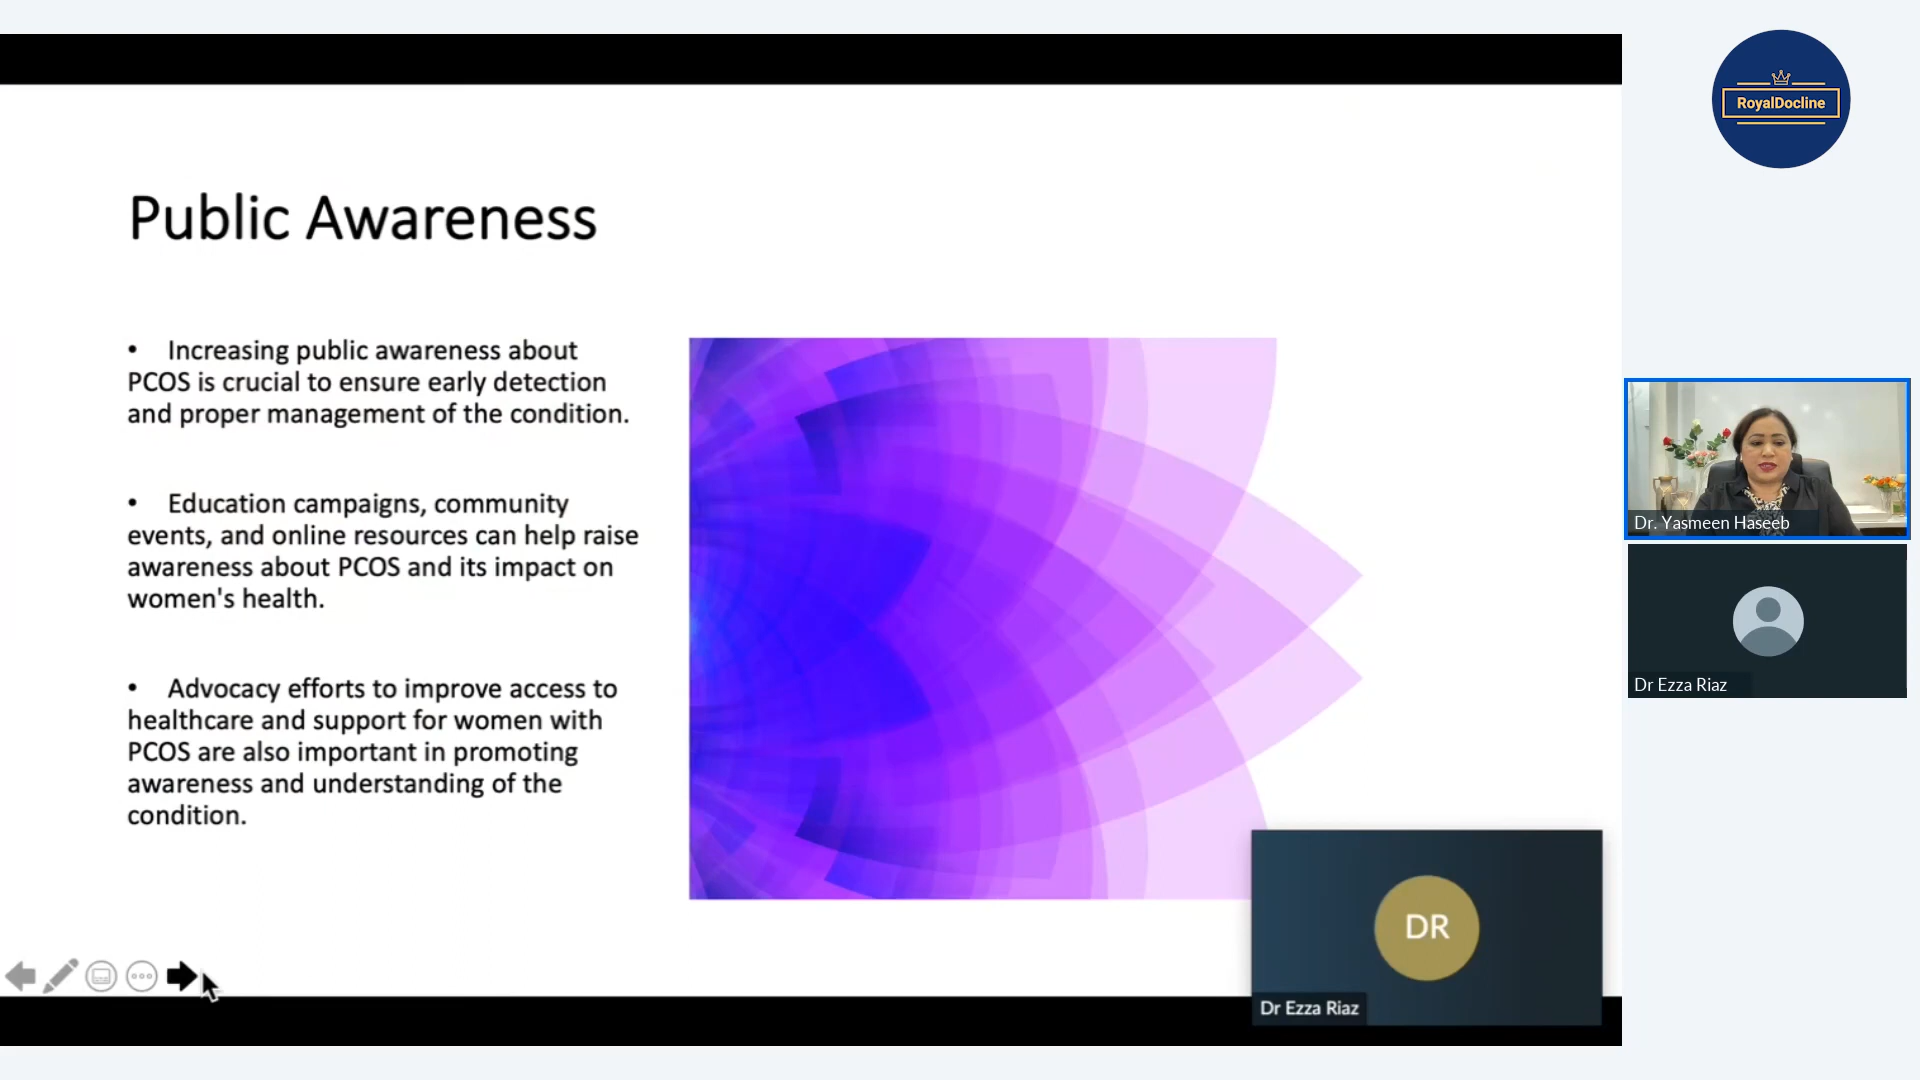 Public Awareness
• Increasing public awareness about
PCOS is crucial to ensure early detection
and proper management of the condition.
• Education campaigns, community
events, and online resources can help raise
awareness about PCOS and its impact on
women's health.
• Advocacy efforts to improve access to
healthcare and support for women with
PCOS are also important in promoting
awareness and understanding of the
condition.
DR
Dr Ezza Riaz
RoyalDocline
Dr. Yasmeen Haseeb
Dr Ezza Riaz